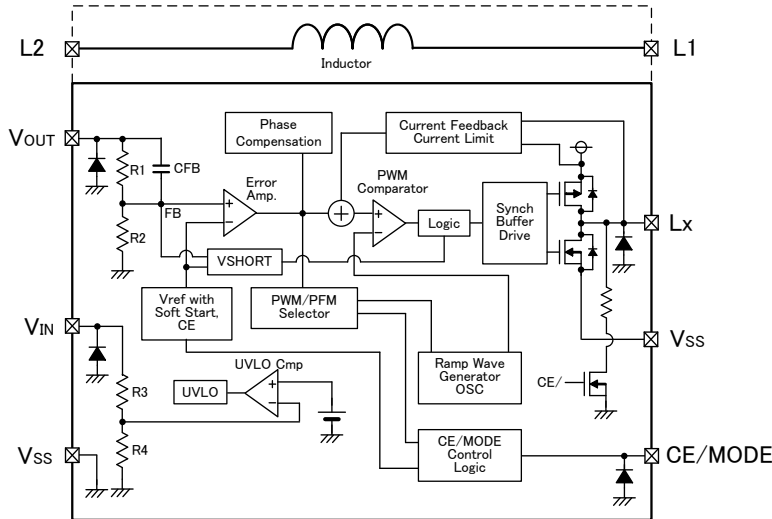 L2
L1
Inductor
VOUT
Phase
Compensation
Current Feedback
Current Limit
R1
CFB
Error
Amp.
PWM
Comparator
FB
R2
Logic
Synch
Buffer
Drive
Lx
VSHORT
Vref with
Soft Start,
CE
PWM/PFM
Selector
VIN
VSS
Ramp Wave
Generator
OSC
UVLO Cmp
UVLO
CE/
R3
R4
CE/MODE
Control
Logic
VSS
CE/MODE